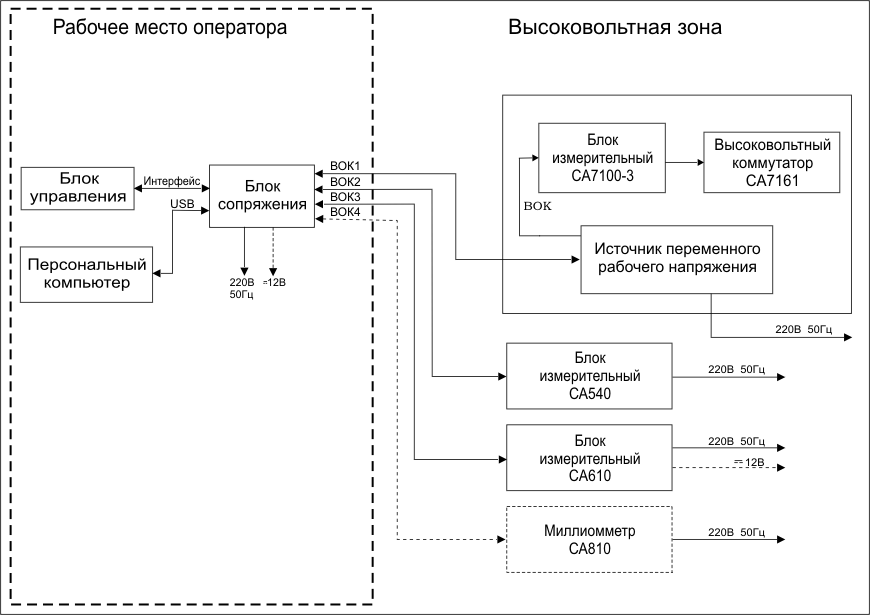 Рабочее место оператора
Высоковольтная зона
Блок
управления
Интерфейс
USB
Блок
сопряжения
Персональный
компьютер
220В
50Гц
=12В
ВОК1
ВОК2
ВОК3
ВОК4
Блок
измерительный
СА7100-3
Высоковольтный
коммутатор
СА7161
ВОК
Источник переменного
рабочего напряжения
220В 50Гц
Блок
измерительный
СА540
220В 50Гц
Блок
измерительный
СА610
220В 50Гц
=12В
Миллиомметр
СА810
220В 50Гц